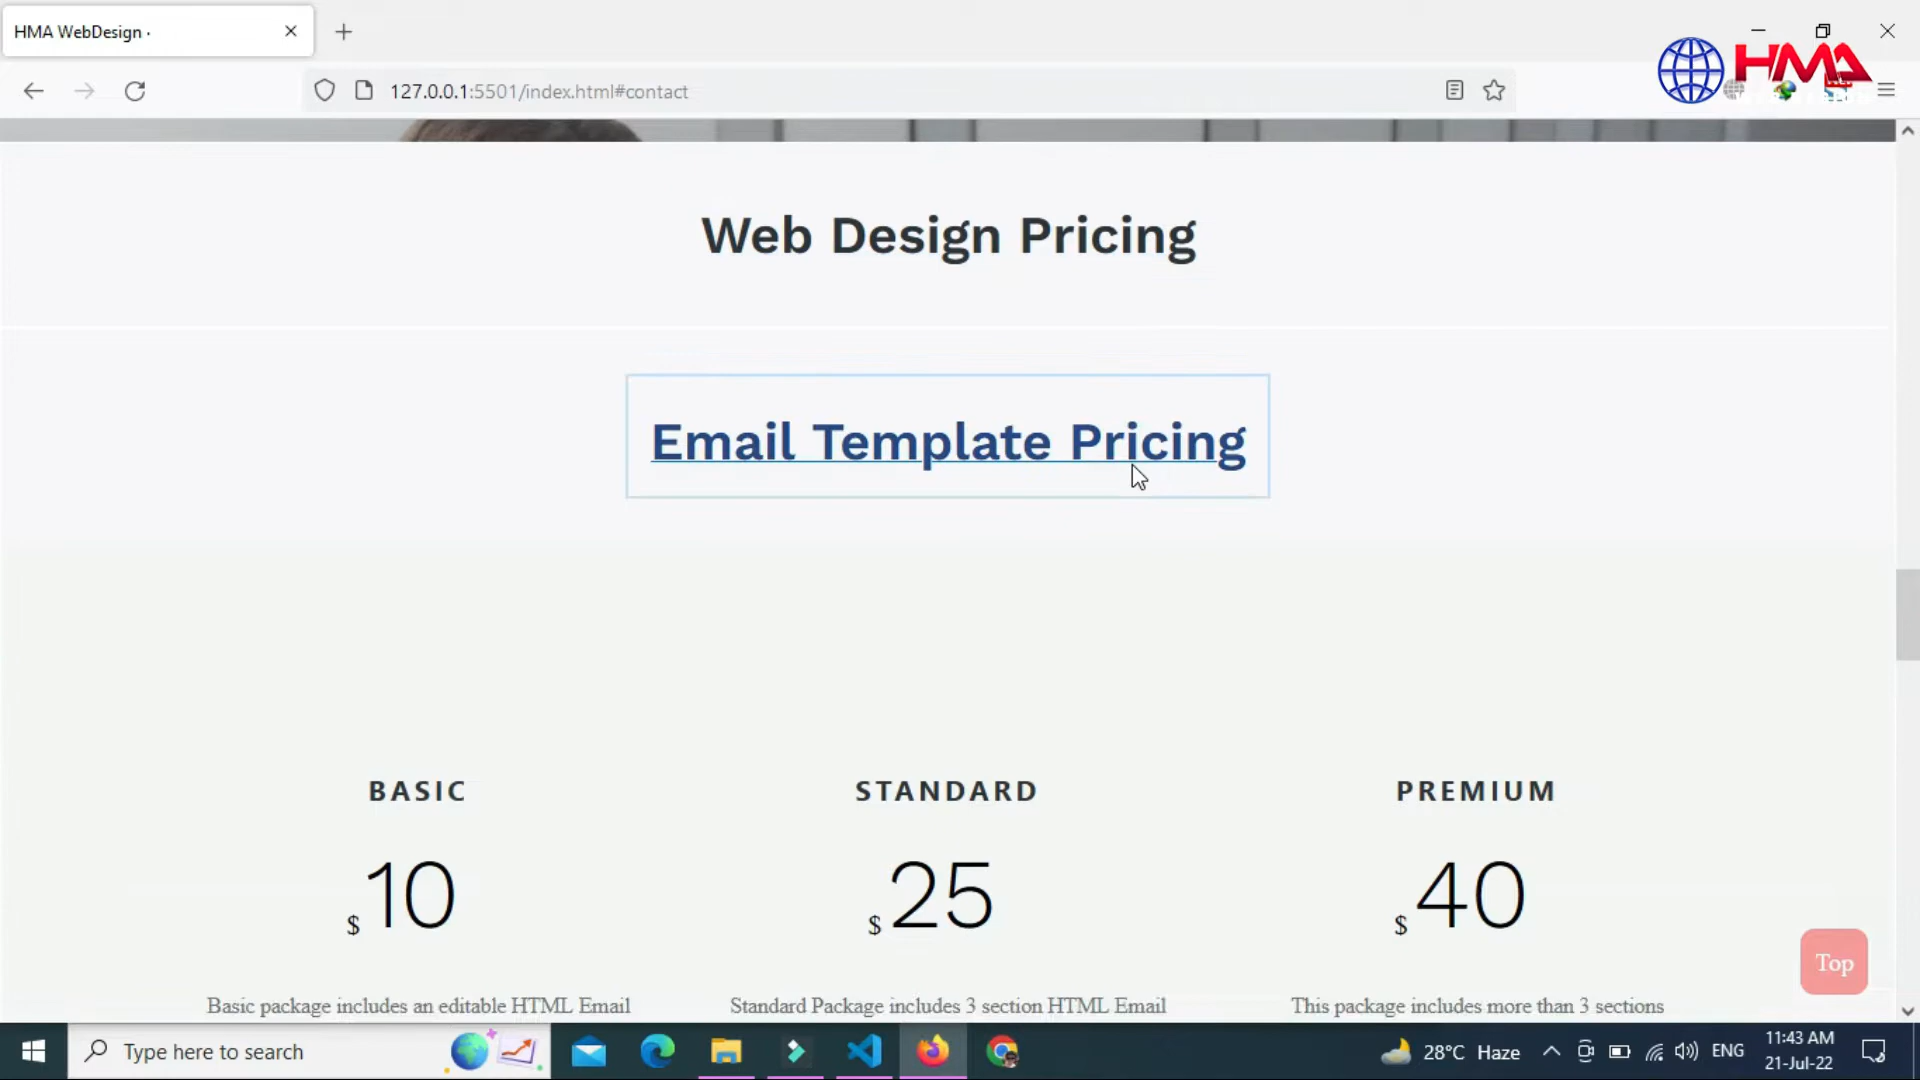 HMA WebDesign ·
127.0.0.1:5501/index.html#contact
HMA
Web Design Pricing
Email Template Pricing
BASIC
STANDARD
PREMIUM
$10
$25
$40
Basic package includes an editable HTML Email
Standard Package includes 3 section HTML Email
This package includes more than 3 sections
Top
Type here to search
28°C Haze
ENG
11:43 AM
21-Jul-22